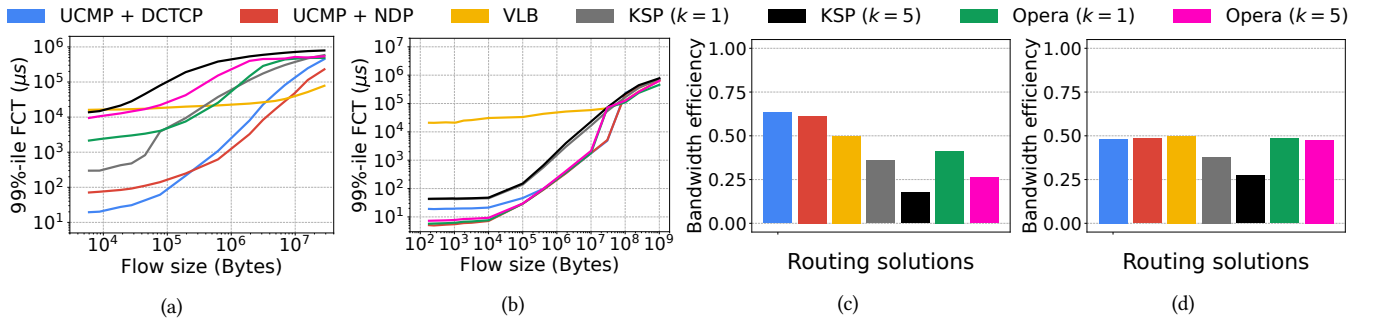 UCMP + DCTCP UCMP + NDP VLB KSP (k = 1) KSP (k = 5) Opera (k = 1) Opera (k = 5)
99%-ile FCT (μs)
10⁶
10⁵
10⁴
10³
10²
10¹
10⁴ 10⁵ 10⁶ 10⁷
Flow size (Bytes)
(a)
99%-ile FCT (μs)
10⁷
10⁶
10⁵
10⁴
10³
10²
10¹
10² 10³ 10⁴ 10⁵ 10⁶ 10⁷ 10⁸ 10⁹
Flow size (Bytes)
(b)
Bandwidth efficiency
1.00
0.75
0.50
0.25
0.00
Routing solutions
(c)
Bandwidth efficiency
1.00
0.75
0.50
0.25
0.00
Routing solutions
(d)